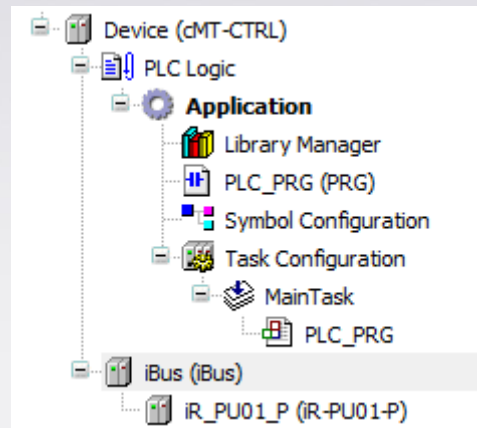 Device (cMT-CTRL)
PLC Logic
Application
Library Manager
PLC_PRG (PRG)
Symbol Configuration
Task Configuration
MainTask
PLC_PRG
iBus (iBus)
iR_PU01_P (iR-PU01-P)